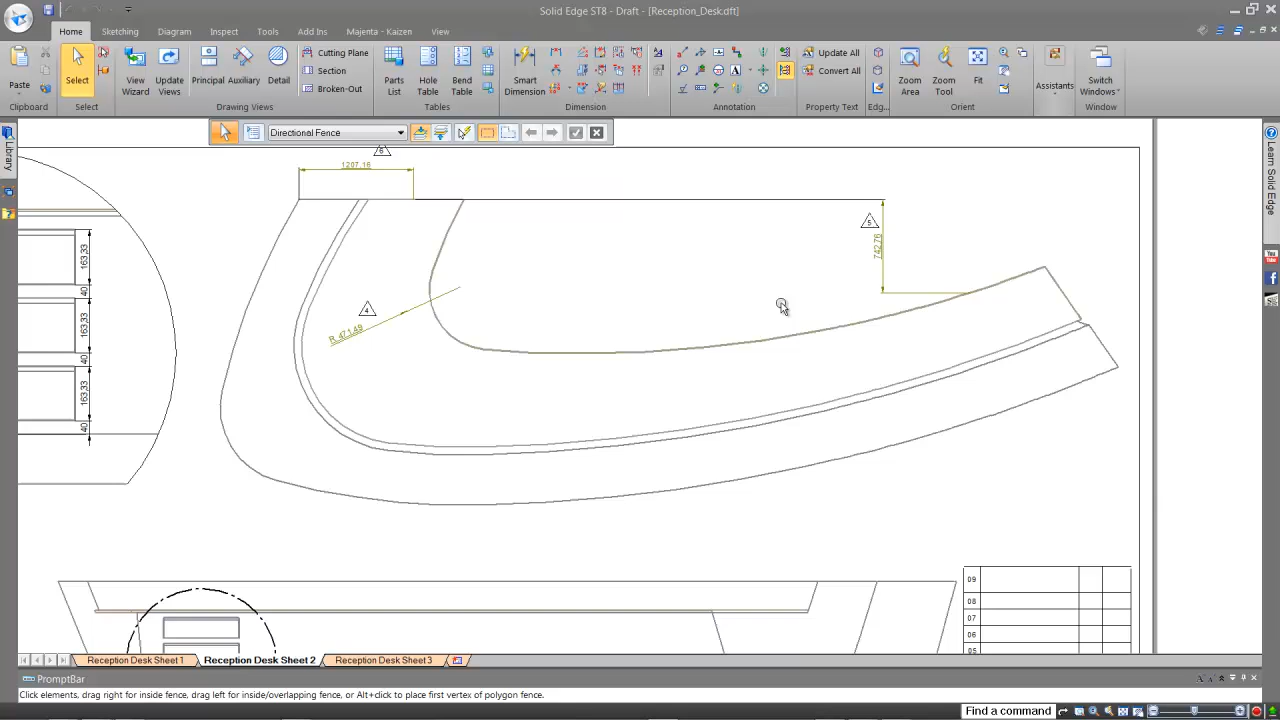 Solid Edge ST8 - Draft - [Reception_Desk.dft]
Home Sketching Diagram Inspect Tools Add Ins Majenta - Kaizen View
Paste
Select
View Wizard
Update Views
Principal
Auxiliary
Detail
Cutting Plane
Section
Broken-Out
Parts List
Hole Table
Bend Table
Smart Dimension
Update All
Convert All
Zoom Area
Zoom Tool
Fit
Assistants
Switch Windows
Clipboard Select Drawing Views Tables Dimension Annotation Property Text Edg... Orient Window
Directional Fence
Library
Learn Solid Edge
6
1207,16
5
742,76
4
R 471,49
163,33
40
163,33
40
163,33
40
09
08
07
06
05
Reception Desk Sheet 1 Reception Desk Sheet 2 Reception Desk Sheet 3
PromptBar
Click elements, drag right for inside fence, drag left for inside/overlapping fence, or Alt+click to place first vertex of polygon fence.
Find a command